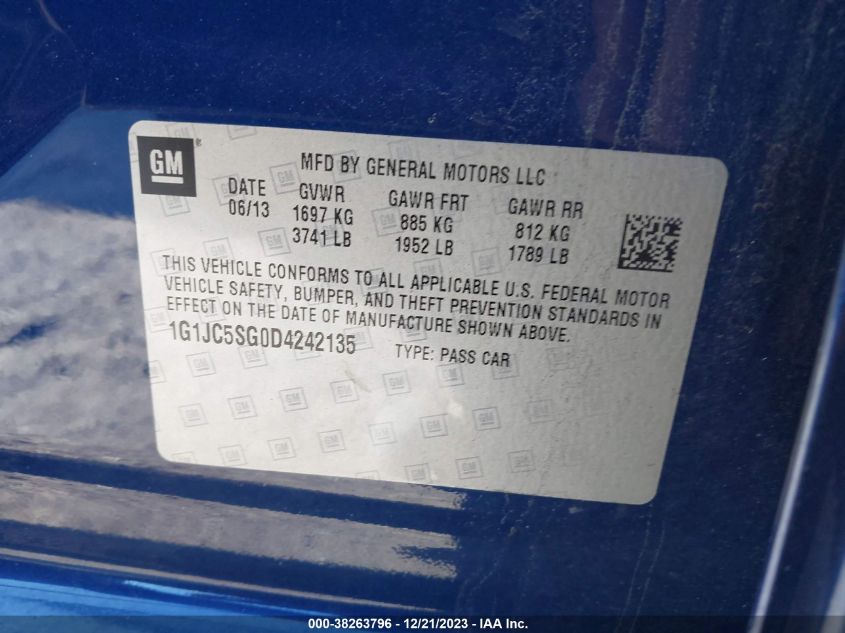 GM
MFD BY GENERAL MOTORS LLC
DATE GVWR GAWR FRT GAWR RR
06/13 1697 KG 885 KG 812 KG
3741 LB 1952 LB 1789 LB
THIS VEHICLE CONFORMS TO ALL APPLICABLE U.S. FEDERAL MOTOR
VEHICLE SAFETY, BUMPER, AND THEFT PREVENTION STANDARDS IN
EFFECT ON THE DATE OF MANUFACTURE SHOWN ABOVE.
1G1JC5SG0D4242135 TYPE: PASS CAR
000-38263796 - 12/21/2023 - IAA Inc.